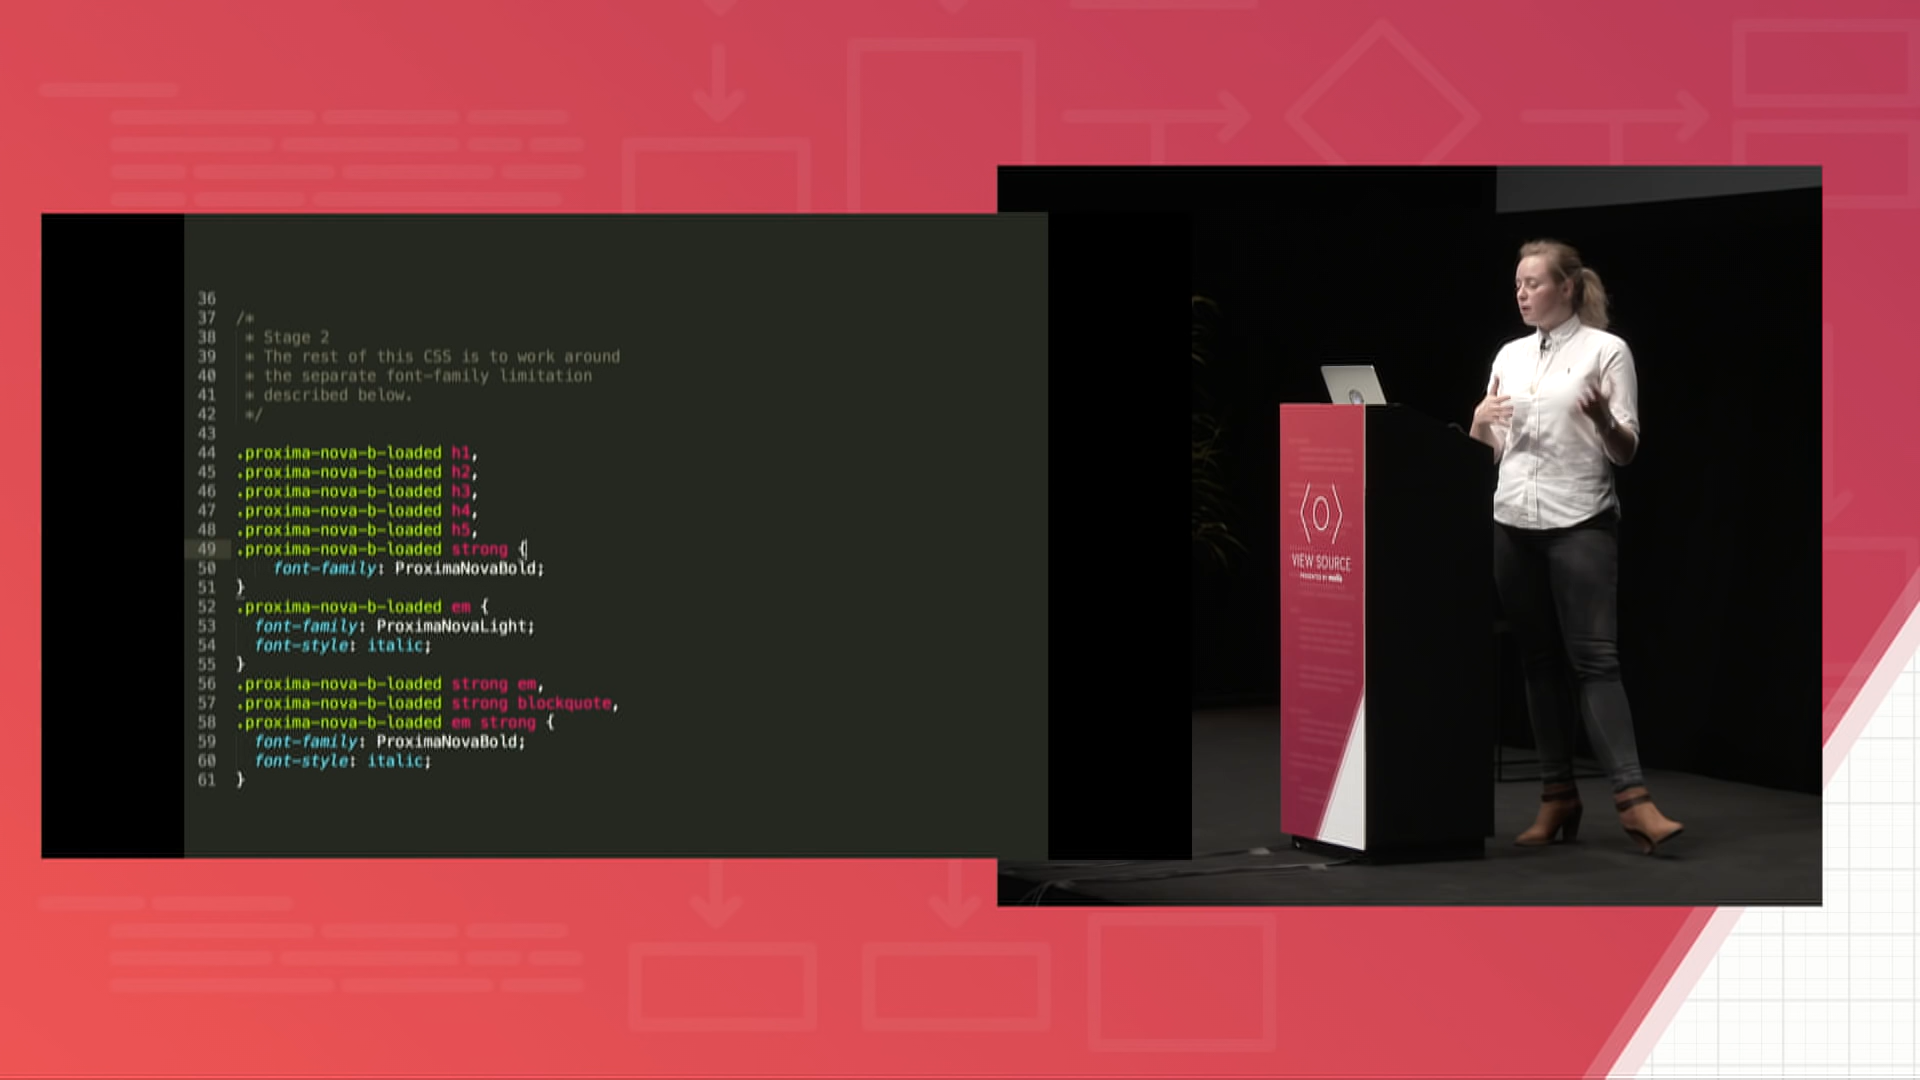 36
37 /*
38 * Stage 2
39 * The rest of this CSS is to work around
40 * the separate font-family limitation
41 * described below.
42 */
43
44 .proxima-nova-b-loaded h1,
45 .proxima-nova-b-loaded h2,
46 .proxima-nova-b-loaded h3,
47 .proxima-nova-b-loaded h4,
48 .proxima-nova-b-loaded h5,
49 .proxima-nova-b-loaded strong {
50 font-family: ProximaNovaBold;
51 }
52 .proxima-nova-b-loaded em {
53 font-family: ProximaNovaLight;
54 font-style: italic;
55 }
56 .proxima-nova-b-loaded strong em,
57 .proxima-nova-b-loaded strong blockquote,
58 .proxima-nova-b-loaded em strong {
59 font-family: ProximaNovaBold;
60 font-style: italic;
61 }
VIEW SOURCE
PRESENTED BY moz://a